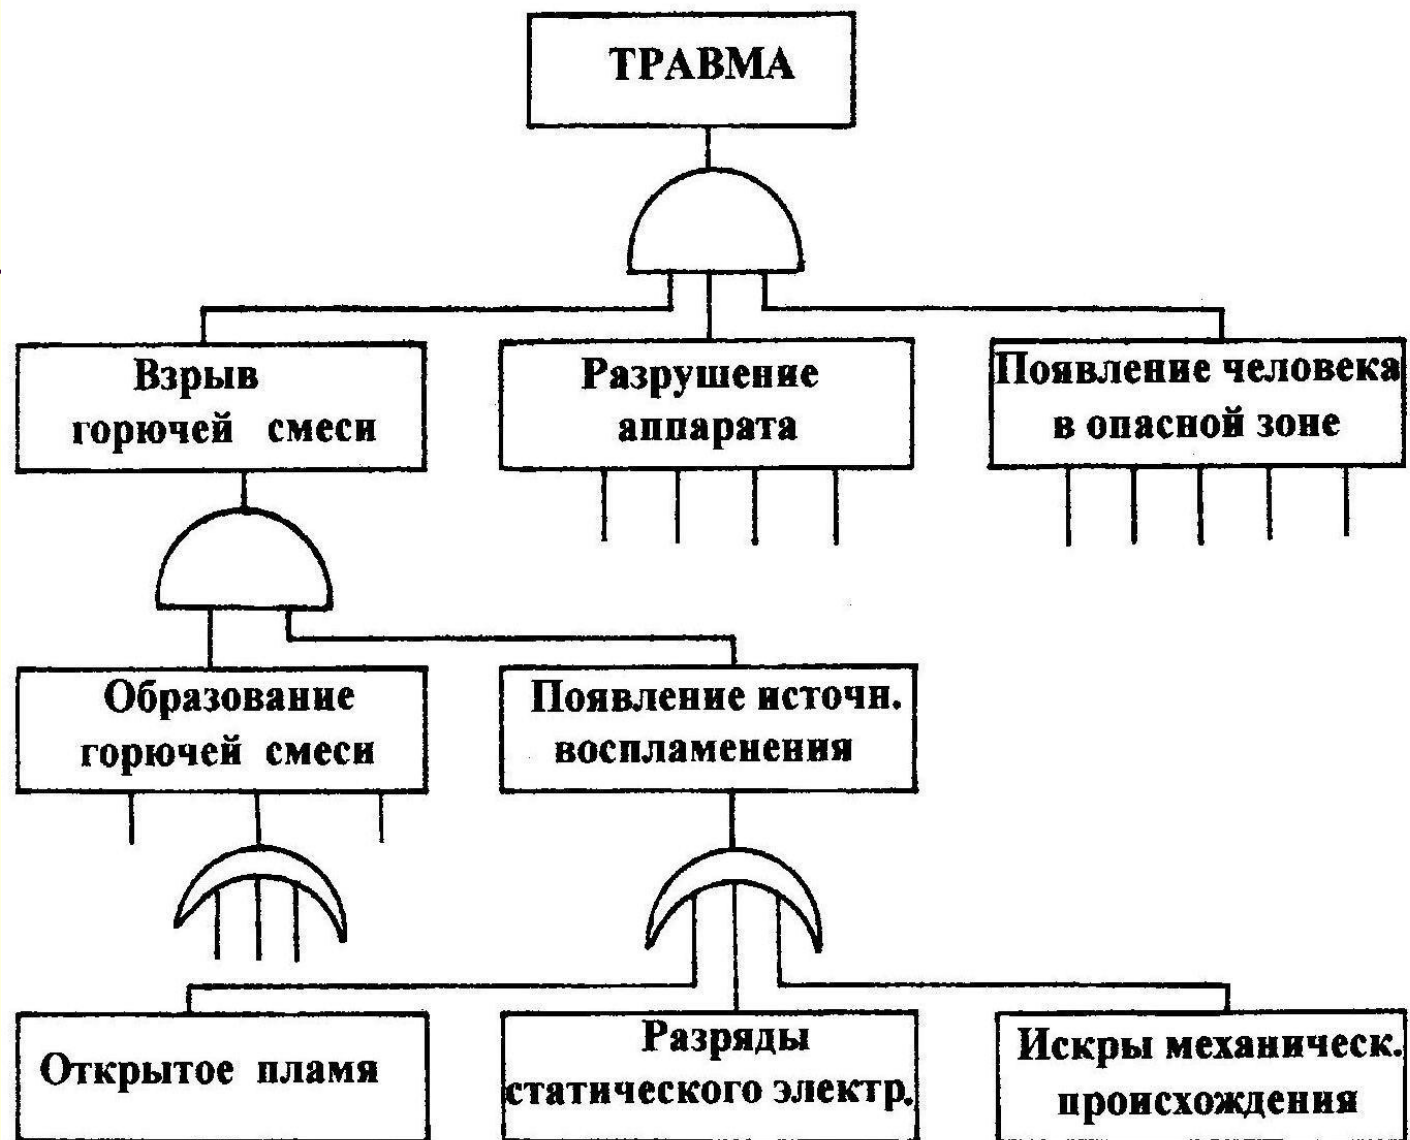 ТРАВМА
Взрыв
горючей смеси
Разрушение
аппарата
Появление человека
в опасной зоне
Образование
горючей смеси
Появление источн.
воспламенения
Открытое пламя
Разряды
статического электр.
Искры механическ.
происхождения